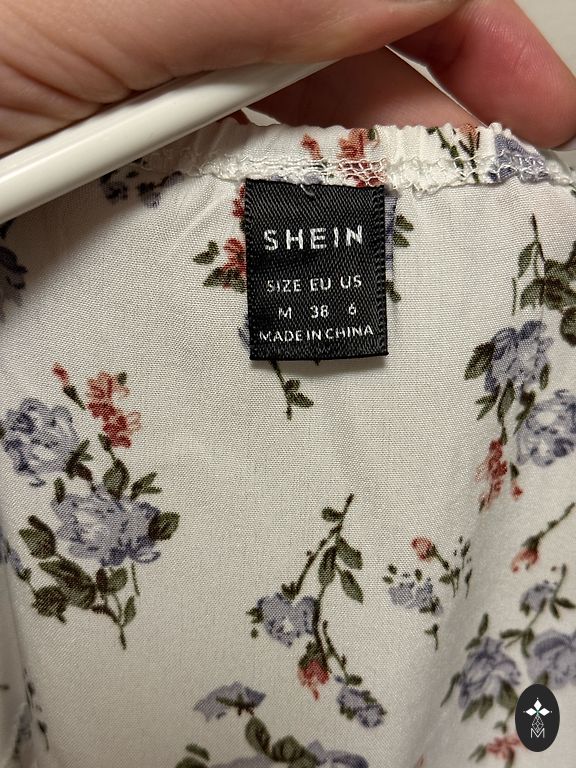 SHEIN
SIZE EU US
M 38 6
MADE IN CHINA
M